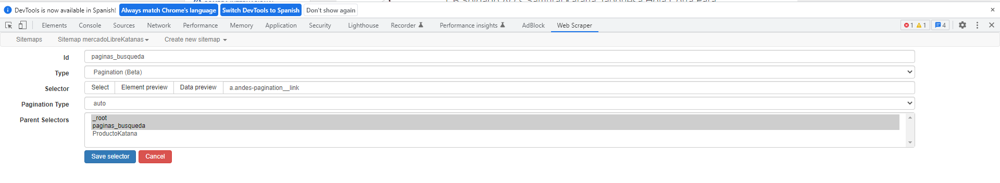 DevTools is now available in Spanish! Always match Chrome's language Switch DevTools to Spanish Don't show again
Elements Console Sources Network Performance Memory Application Security Lighthouse Recorder Performance insights AdBlock Web Scraper 1 1 4
Sitemaps Sitemap mercadoLibreKatanas Create new sitemap
Id paginas_busqueda
Type Pagination (Beta)
Selector Select Element preview Data preview a.andes-pagination__link
Pagination Type auto
Parent Selectors _root
paginas_busqueda
ProductoKatana
Save selector Cancel